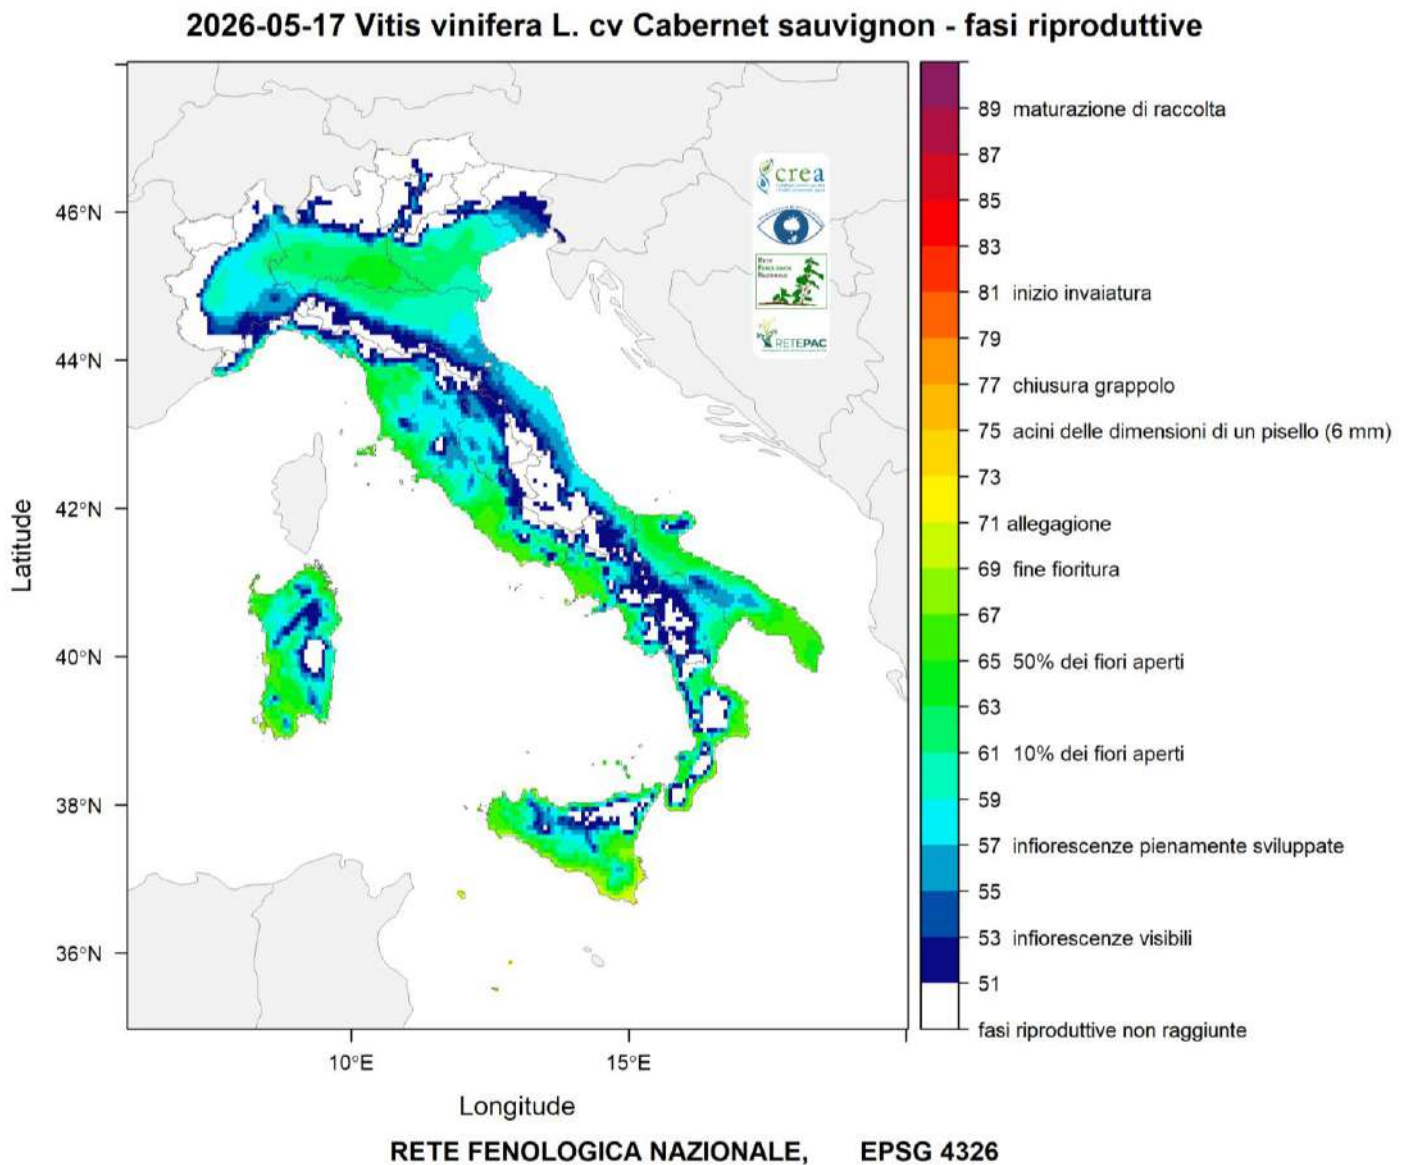 2026-05-17 Vitis vinifera L. cv Cabernet sauvignon - fasi riproduttive
89 maturazione di raccolta
87
85
83
81 inizio invaiatura
79
77 chiusura grappolo
75 acini delle dimensioni di un pisello (6 mm)
73
71 allegagione
69 fine fioritura
67
65 50% dei fiori aperti
63
61 10% dei fiori aperti
59
57 infiorescenze pienamente sviluppate
55
53 infiorescenze visibili
51
fasi riproduttive non raggiunte
crea
RETE
FENOLOGICA
NAZIONALE
RETEPAC
46°N
44°N
42°N
40°N
38°N
36°N
Latitude
10°E
15°E
Longitude
RETE FENOLOGICA NAZIONALE, EPSG 4326